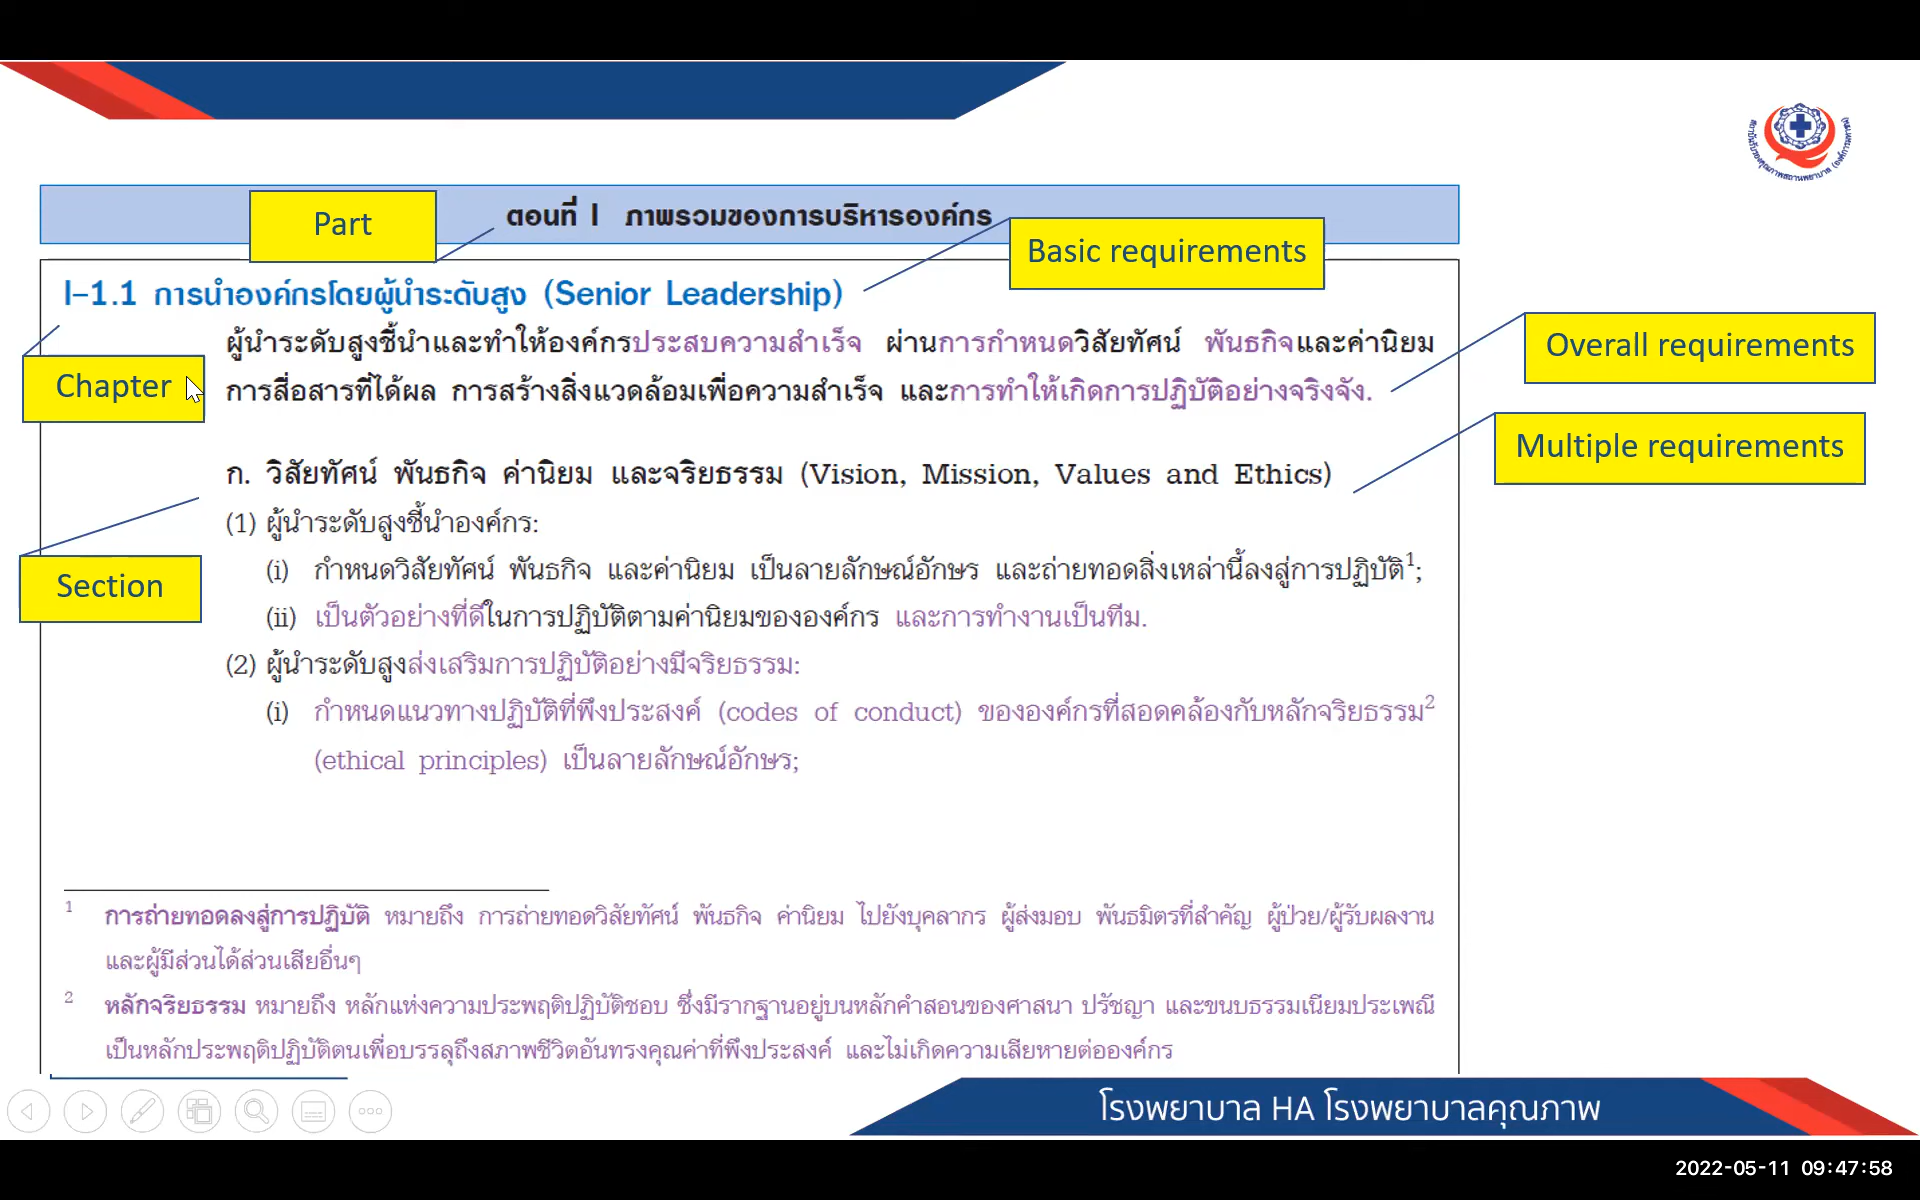 สถาบันรับรองคุณภาพสถานพยาบาล (องค์การมหาชน)
Part
ตอนที่ I ภาพรวมของการบริหารองค์กร
Basic requirements
I-1.1 การนำองค์กรโดยผู้นำระดับสูง (Senior Leadership)
ผู้นำระดับสูงชี้นำและทำให้องค์กรประสบความสำเร็จ ผ่านการกำหนดวิสัยทัศน์ พันธกิจและค่านิยม
Overall requirements
Chapter
การสื่อสารที่ได้ผล การสร้างสิ่งแวดล้อมเพื่อความสำเร็จ และการทำให้เกิดการปฏิบัติอย่างจริงจัง.
Multiple requirements
ก. วิสัยทัศน์ พันธกิจ ค่านิยม และจริยธรรม (Vision, Mission, Values and Ethics)
(1) ผู้นำระดับสูงชี้นำองค์กร:
(i) กำหนดวิสัยทัศน์ พันธกิจ และค่านิยม เป็นลายลักษณ์อักษร และถ่ายทอดสิ่งเหล่านี้ลงสู่การปฏิบัติ1;
Section
(ii) เป็นตัวอย่างที่ดีในการปฏิบัติตามค่านิยมขององค์กร และการทำงานเป็นทีม.
(2) ผู้นำระดับสูงส่งเสริมการปฏิบัติอย่างมีจริยธรรม:
(i) กำหนดแนวทางปฏิบัติที่พึงประสงค์ (codes of conduct) ขององค์กรที่สอดคล้องกับหลักจริยธรรม2
(ethical principles) เป็นลายลักษณ์อักษร;
1 การถ่ายทอดลงสู่การปฏิบัติ หมายถึง การถ่ายทอดวิสัยทัศน์ พันธกิจ ค่านิยม ไปยังบุคลากร ผู้ส่งมอบ พันธมิตรที่สำคัญ ผู้ป่วย/ผู้รับผลงาน
และผู้มีส่วนได้ส่วนเสียอื่นๆ
2 หลักจริยธรรม หมายถึง หลักแห่งความประพฤติปฏิบัติชอบ ซึ่งมีรากฐานอยู่บนหลักคำสอนของศาสนา ปรัชญา และขนบธรรมเนียมประเพณี
เป็นหลักประพฤติปฏิบัติตนเพื่อบรรลุถึงสภาพชีวิตอันทรงคุณค่าที่พึงประสงค์ และไม่เกิดความเสียหายต่อองค์กร
โรงพยาบาล HA โรงพยาบาลคุณภาพ
2022-05-11 09:47:58